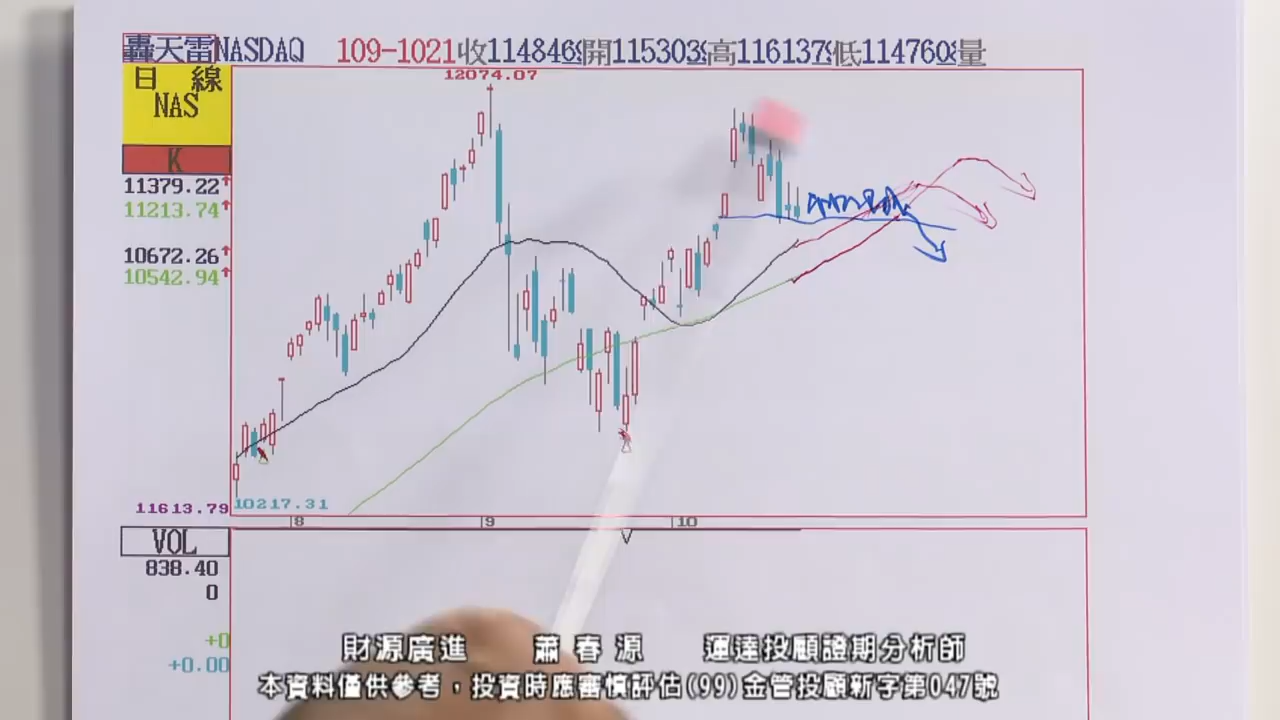 轟天雷NASDAQ 109-1021收114846開115303高116137低114760量
12074.07
日 線
NAS
K
11379.22↑
11213.74↑
10672.26↑
10542.94↑
11613.79 10217.31
8 9 10
VOL
838.40
0
+0
+0.00
財源廣進 蕭春源 運達投顧證期分析師
本資料僅供參考，投資時應審慎評估(99)金管投顧新字第047號